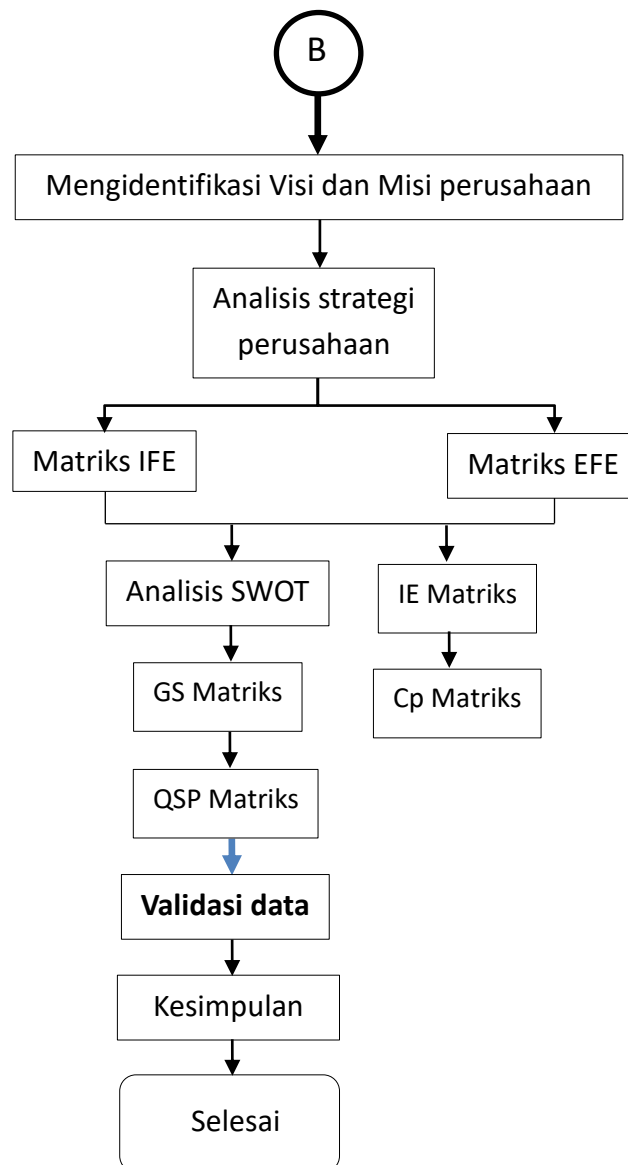 B
Mengidentifikasi Visi dan Misi perusahaan
Analisis strategi
perusahaan
Matriks IFE
Matriks EFE
Analisis SWOT
IE Matriks
GS Matriks
Cp Matriks
QSP Matriks
Validasi data
Kesimpulan
Selesai